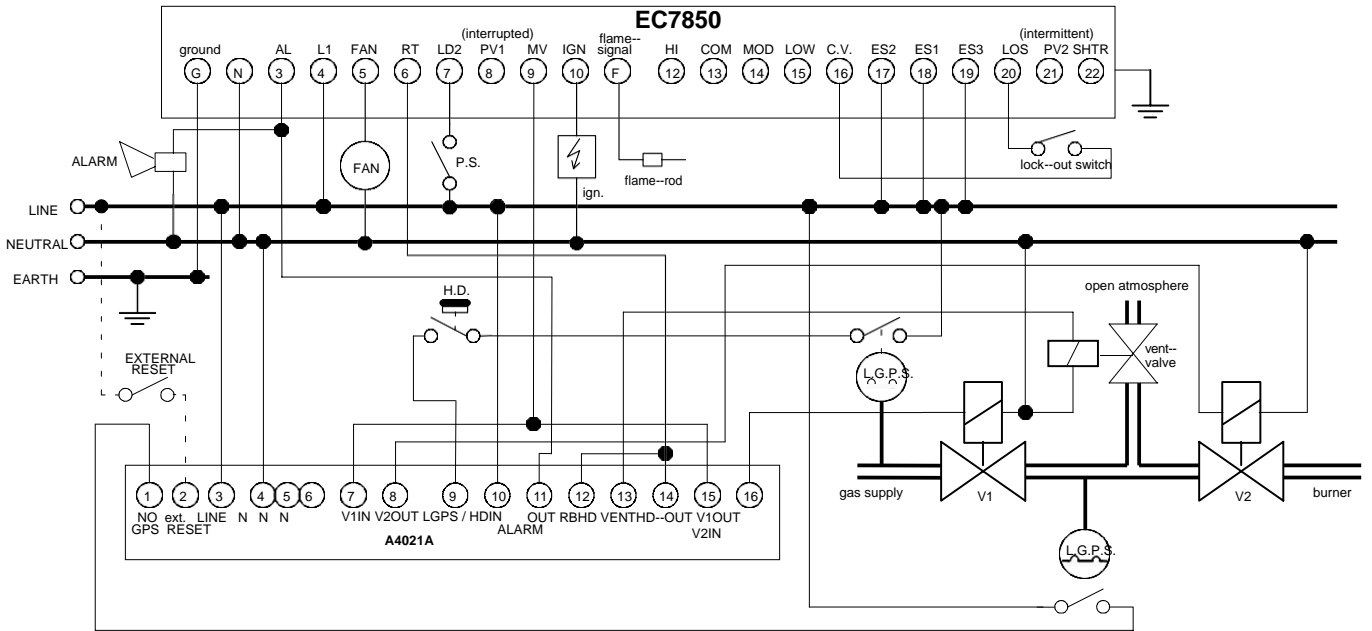 EC7850
(interrupted) (intermittent)
flame--
ground AL L1 FAN RT LD2 PV1 MV IGN signal HI COM MOD LOW C.V. ES2 ES1 ES3 LOS PV2 SHTR
G N 3 4 5 6 7 8 9 10 F 12 13 14 15 16 17 18 19 20 21 22
ALARM
FAN
P.S.
ign.
flame--rod
lock--out switch
LINE
NEUTRAL
EARTH
H.D.
open atmosphere
vent--
valve
EXTERNAL
RESET
L.G.P.S.
gas supply
V1
V2
burner
1 2 3 4 5 6 7 8 9 10 11 12 13 14 15 16
NO ext. LINE N N N V1IN V2OUT LGPS / HDIN OUT RBHD VENTHD--OUT V1OUT
GPS RESET ALARM V2IN
A4021A
L.G.P.S.